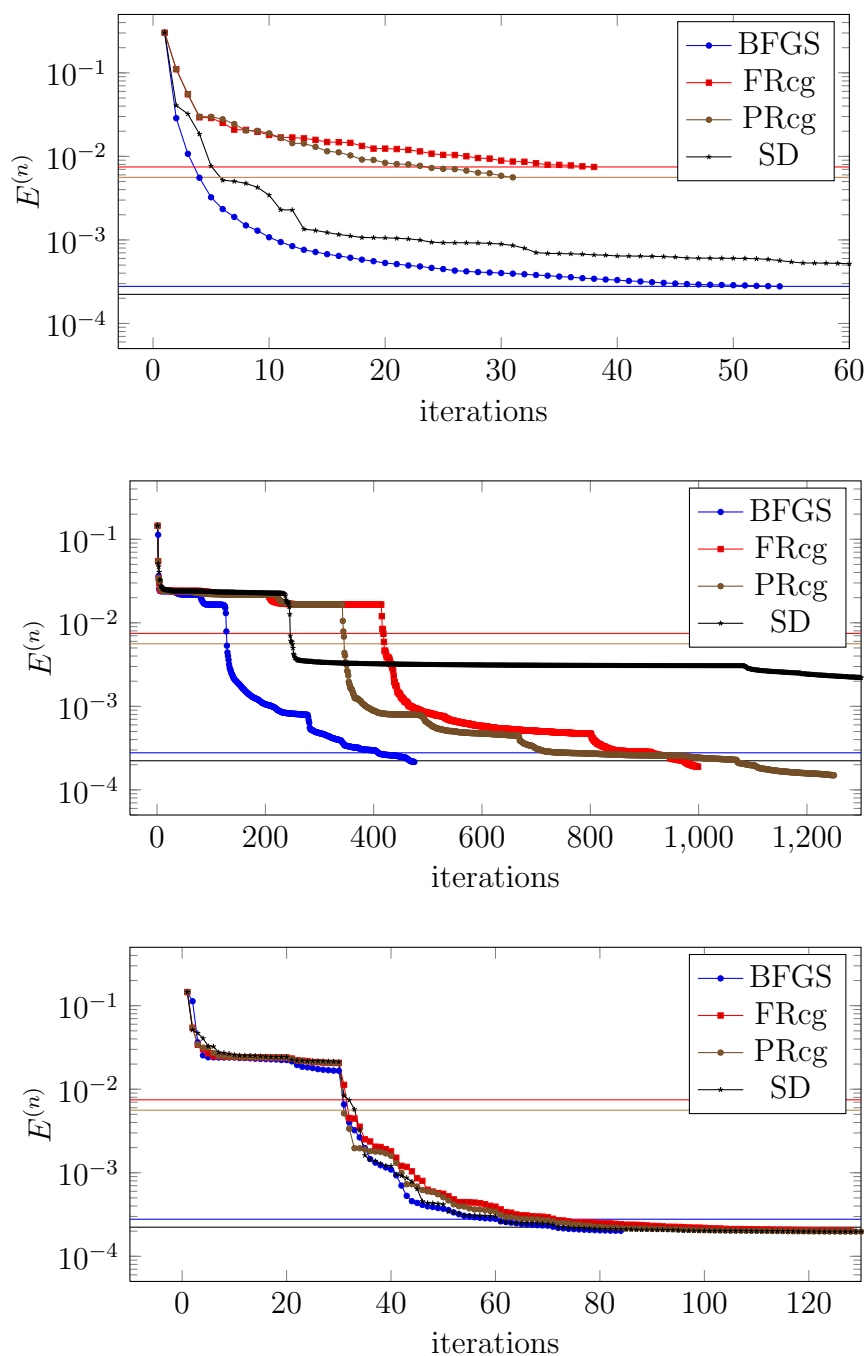 10^{-1}
10^{-2}
10^{-3}
10^{-4}
E^{(n)}
BFGS
FRcg
PRcg
SD
0 10 20 30 40 50 60
iterations
10^{-1}
10^{-2}
10^{-3}
10^{-4}
E^{(n)}
BFGS
FRcg
PRcg
SD
0 200 400 600 800 1,000 1,200
iterations
10^{-1}
10^{-2}
10^{-3}
10^{-4}
E^{(n)}
BFGS
FRcg
PRcg
SD
0 20 40 60 80 100 120
iterations